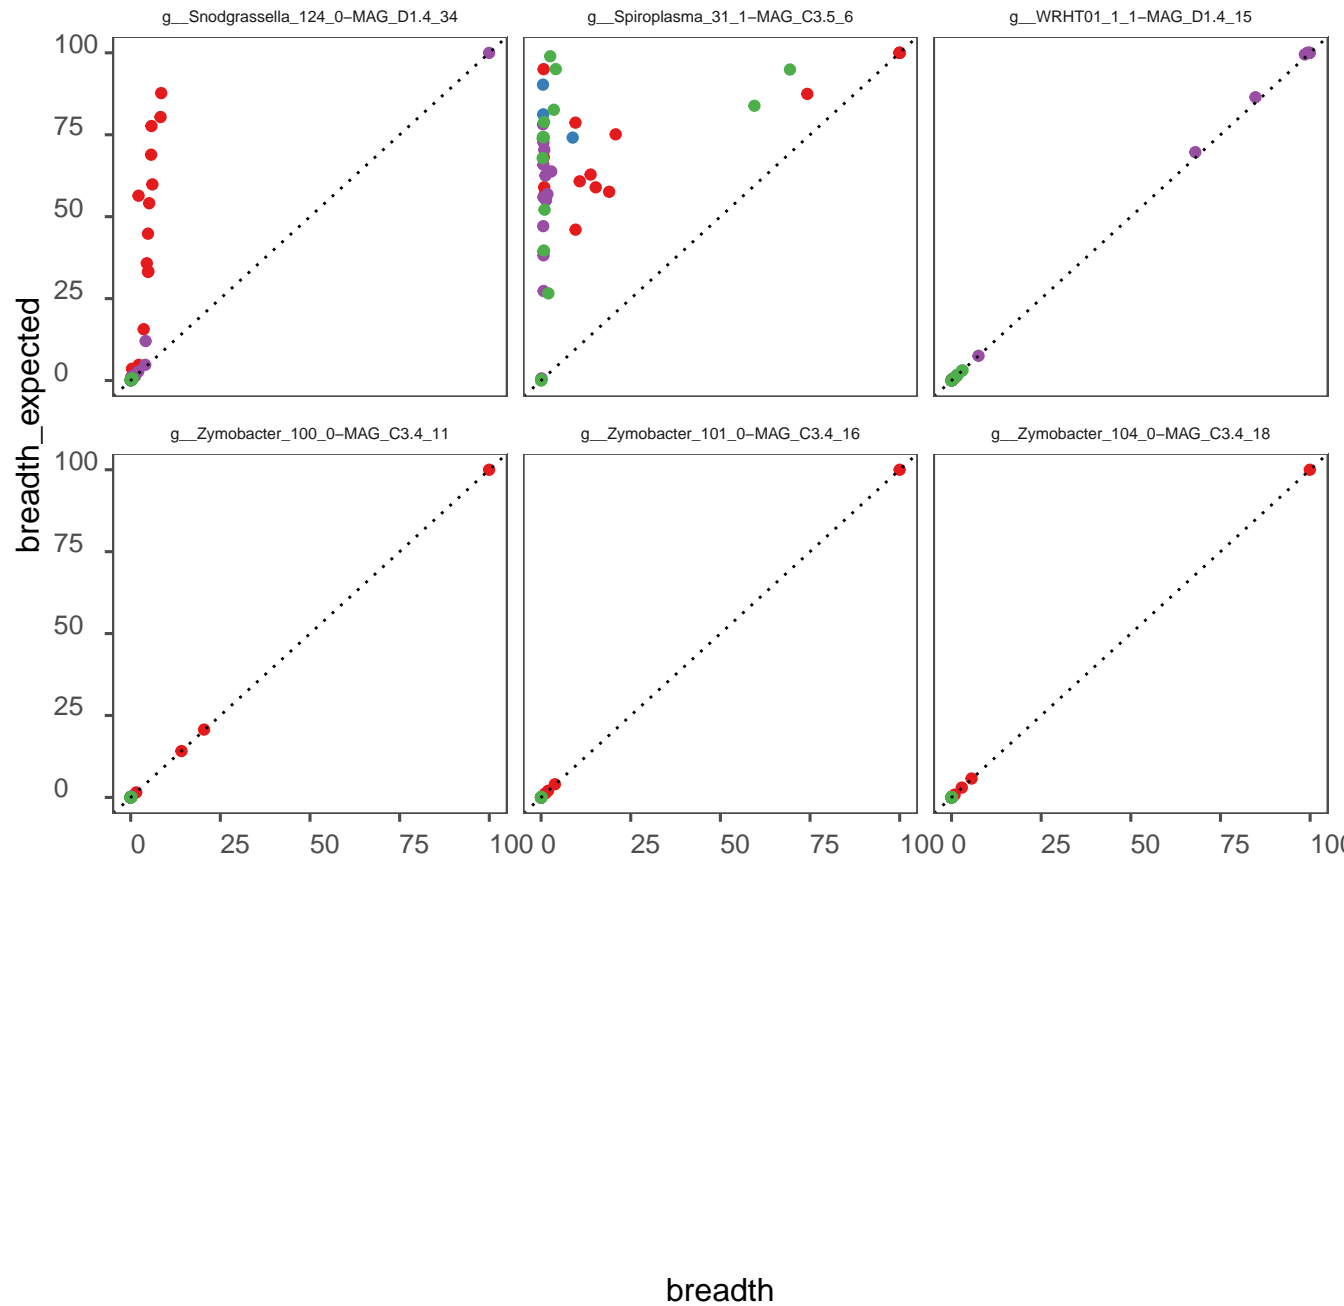 g__Snodgrassella_124_0−MAG_D1.4_34
g__Spiroplasma_31_1−MAG_C3.5_6
g__WRHT01_1_1−MAG_D1.4_15
100
75
50
25
0
breadth_expected
g__Zymobacter_100_0−MAG_C3.4_11
g__Zymobacter_101_0−MAG_C3.4_16
g__Zymobacter_104_0−MAG_C3.4_18
100
75
50
25
0
0 25 50 75 100
0 25 50 75 100
0 25 50 75 100
breadth